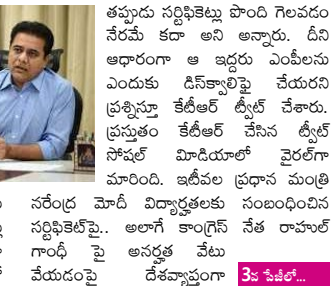 తప్పుడు సర్టిఫికెట్లు పొంది గెలవడం
నేరమే కదా అని అన్నారు. దీని
ఆధారంగా ఆ ఇద్దరు ఎంపీలను
ఎందుకు డిస్‌క్వాలిఫై చేయరని
ప్రశ్నిస్తూ కేటీఆర్ ట్వీట్ చేశారు.
ప్రస్తుతం కేటీఆర్ చేసిన ట్వీట్
సోషల్ మీడియాలో వైరల్‌గా
మారింది. ఇటీవల ప్రధాన మంత్రి
నరేంద్ర మోదీ విద్యార్హతలకు సంబంధించిన
సర్టిఫికెట్‌పై.. అలాగే కాంగ్రెస్ నేత రాహుల్
గాంధీ పై అనర్హత వేటు
వేయడంపై దేశవ్యాప్తంగా
3వ పేజీలో...